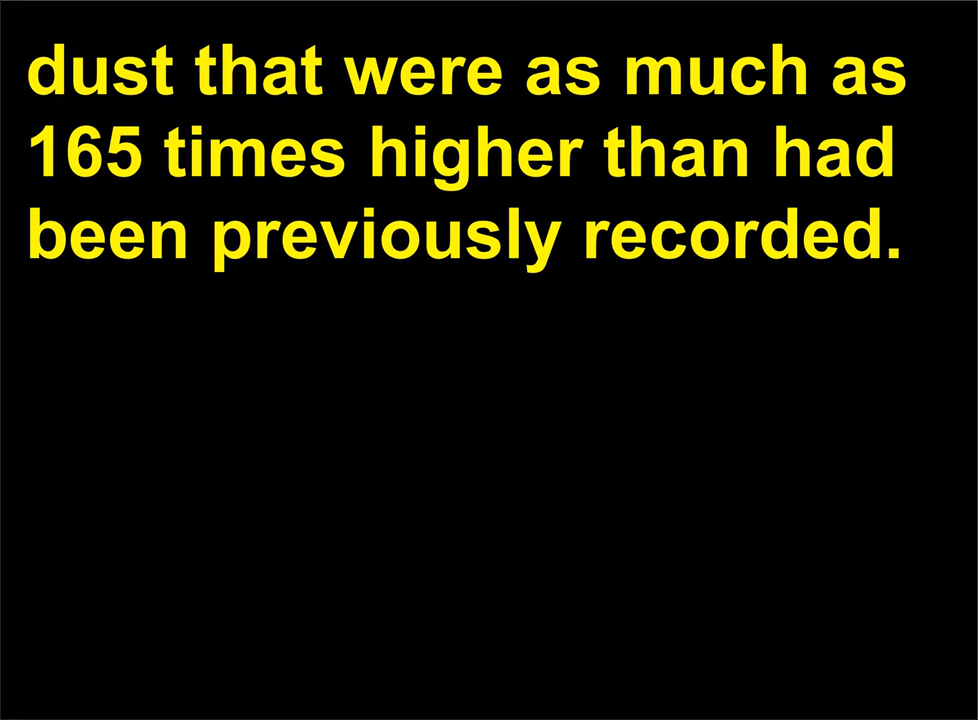 dust that were as much as
165 times higher than had
been previously recorded.